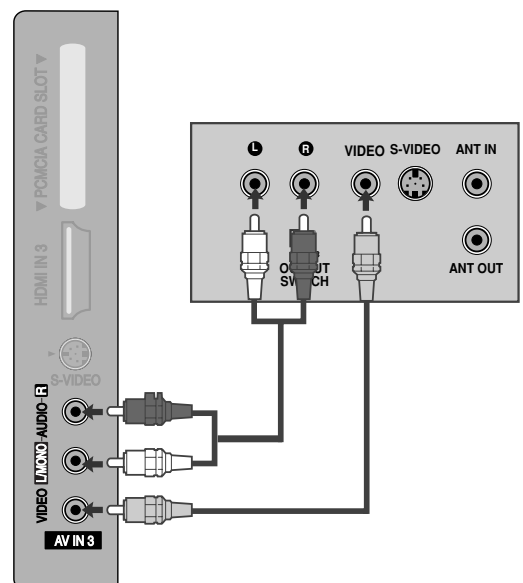 ▼ PCMCIA CARD SLOT ▼
HDMI IN 3
S-VIDEO
VIDEO L/MONO-AUDIO-R
AV IN 3
L
R
VIDEO
S-VIDEO
ANT IN
ANT OUT
SWITCH